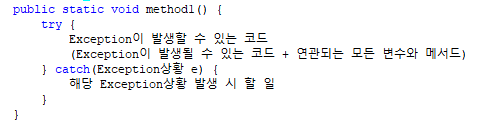 public static void method1() {
try {
Exception이 발생할 수 있는 코드
(Exception이 발생될 수 있는 코드 + 연관되는 모든 변수와 메서드)
} catch(Exception상황 e) {
해당 Exception상황 발생 시 할 일
}
}